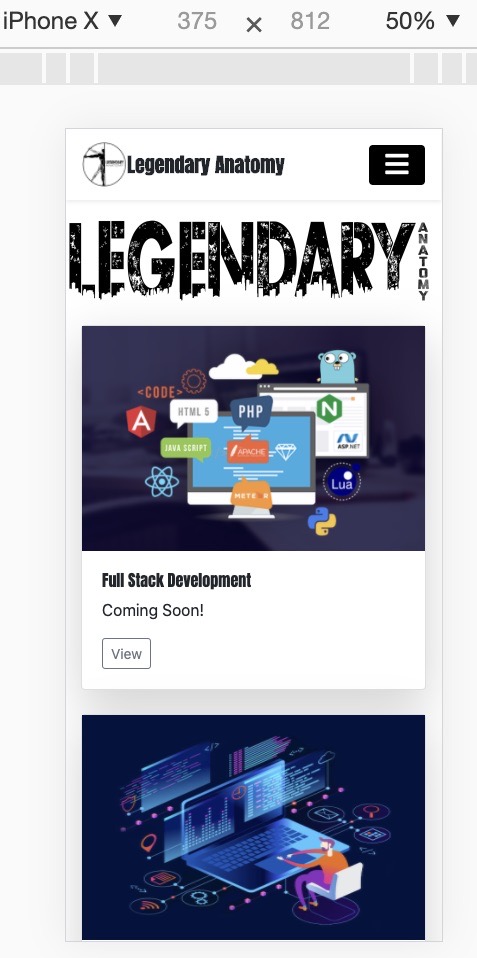 iPhone X ▼ 375 × 812 50% ▼
Legendary Anatomy
LEGENDARY ANATOMY
<CODE>
HTML 5
PHP
JAVA SCRIPT
APACHE
ASP.NET
Lua
METEOR
Full Stack Development
Coming Soon!
View